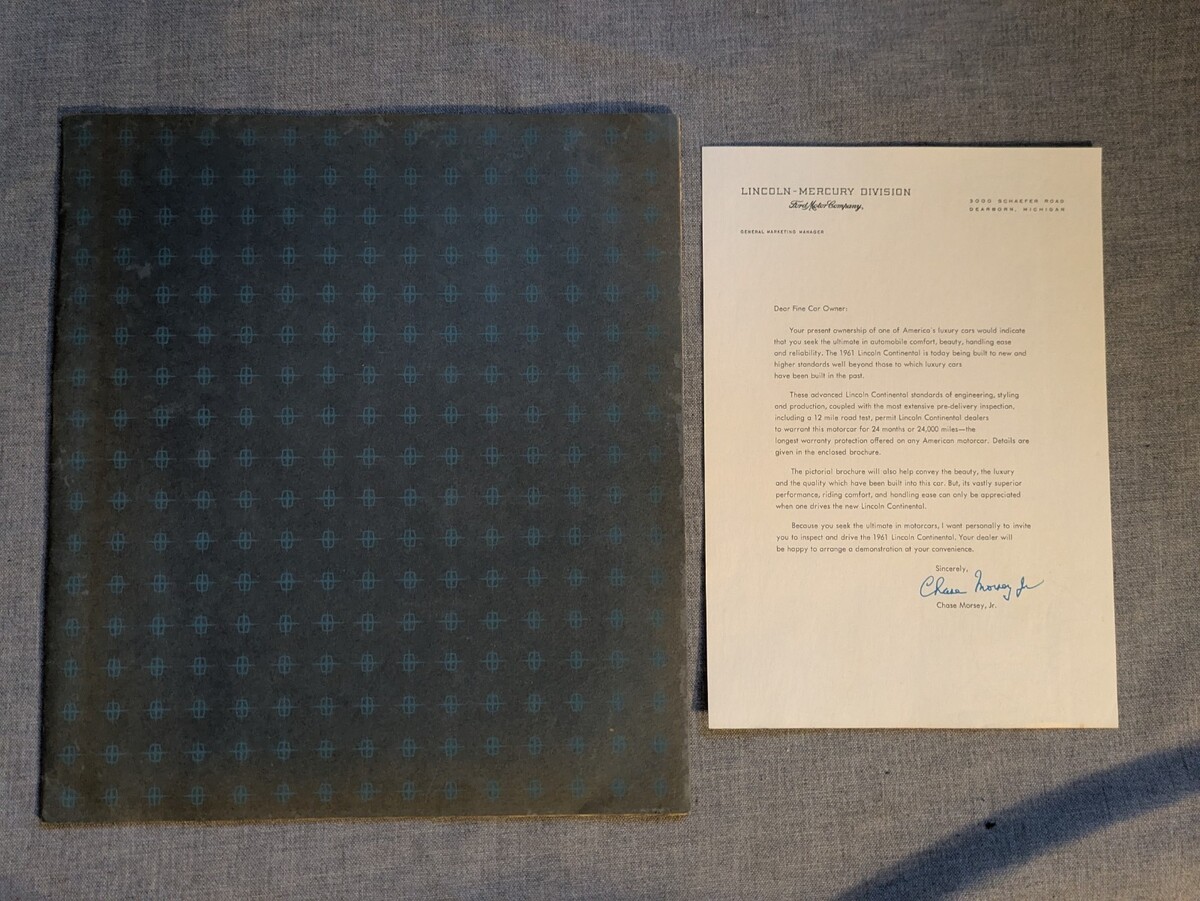 LINCOLN-MERCURY DIVISION
Ford Motor Company,
3000 SCHAEFER ROAD
DEARBORN, MICHIGAN
GENERAL MARKETING MANAGER
Dear Fine Car Owner:
Your present ownership of one of America's luxury cars would indicate
that you seek the ultimate in automobile comfort, beauty, handling ease
and reliability. The 1961 Lincoln Continental is today being built to new and
higher standards well beyond those to which luxury cars
have been built in the past.
These advanced Lincoln Continental standards of engineering, styling
and production, coupled with the most extensive pre-delivery inspection,
including a 12 mile road test, permit Lincoln Continental dealers
to warrant this motorcar for 24 months or 24,000 miles—the
longest warranty protection offered on any American motorcar. Details are
given in the enclosed brochure.
The pictorial brochure will also help convey the beauty, the luxury
and the quality which have been built into this car. But, its vastly superior
performance, riding comfort, and handling ease can only be appreciated
when one drives the new Lincoln Continental.
Because you seek the ultimate in motorcars, I want personally to invite
you to inspect and drive the 1961 Lincoln Continental. Your dealer will
be happy to arrange a demonstration at your convenience.
Sincerely,
Chase Morsey Jr
Chase Morsey, Jr.